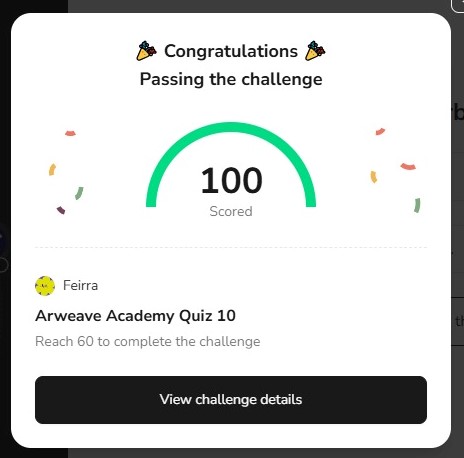 Congratulations
Passing the challenge
100
Scored
Feirra
Arweave Academy Quiz 10
Reach 60 to complete the challenge
View challenge details